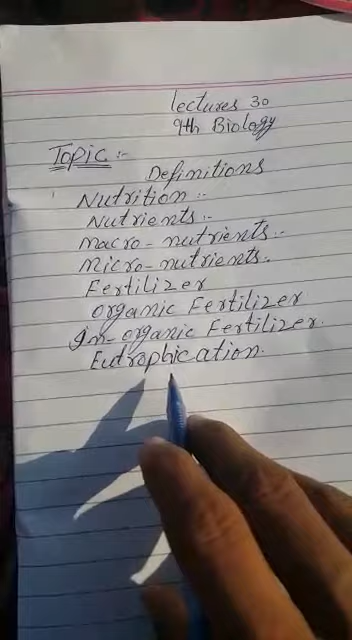 lectures 30
9th Biology
Topic:-
Definitions
Nutrition:-
Nutrients:-
macro-nutrients:-
micro-nutrients:-
Fertilizer
organic Fertilizer
In-organic Fertilizer.
Eutrophication.